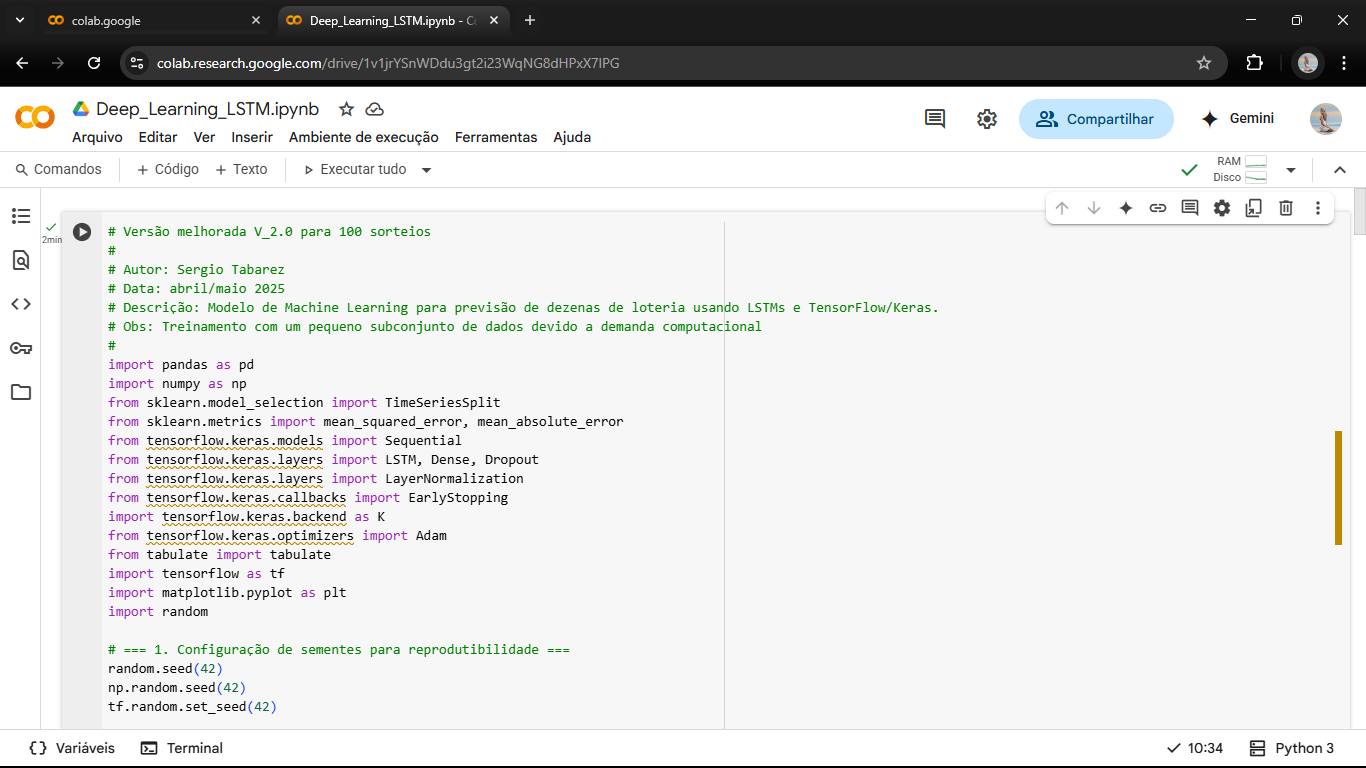 colab.google
Deep_Learning_LSTM.ipynb - C
colab.research.google.com/drive/1v1jrYSnWDdu3gt2i23WqNG8dHPxX7IPG
Deep_Learning_LSTM.ipynb
Compartilhar
Gemini
Arquivo Editar Ver Inserir Ambiente de execução Ferramentas Ajuda
Comandos + Código + Texto Executar tudo
RAM
Disco
2min
# Versão melhorada V_2.0 para 100 sorteios
#
# Autor: Sergio Tabarez
# Data: abril/maio 2025
# Descrição: Modelo de Machine Learning para previsão de dezenas de loteria usando LSTMs e TensorFlow/Keras.
# Obs: Treinamento com um pequeno subconjunto de dados devido a demanda computacional
#
import pandas as pd
import numpy as np
from sklearn.model_selection import TimeSeriesSplit
from sklearn.metrics import mean_squared_error, mean_absolute_error
from tensorflow.keras.models import Sequential
from tensorflow.keras.layers import LSTM, Dense, Dropout
from tensorflow.keras.layers import LayerNormalization
from tensorflow.keras.callbacks import EarlyStopping
import tensorflow.keras.backend as K
from tensorflow.keras.optimizers import Adam
from tabulate import tabulate
import tensorflow as tf
import matplotlib.pyplot as plt
import random
# === 1. Configuração de sementes para reprodutibilidade ===
random.seed(42)
np.random.seed(42)
tf.random.set_seed(42)
Variáveis Terminal
10:34 Python 3